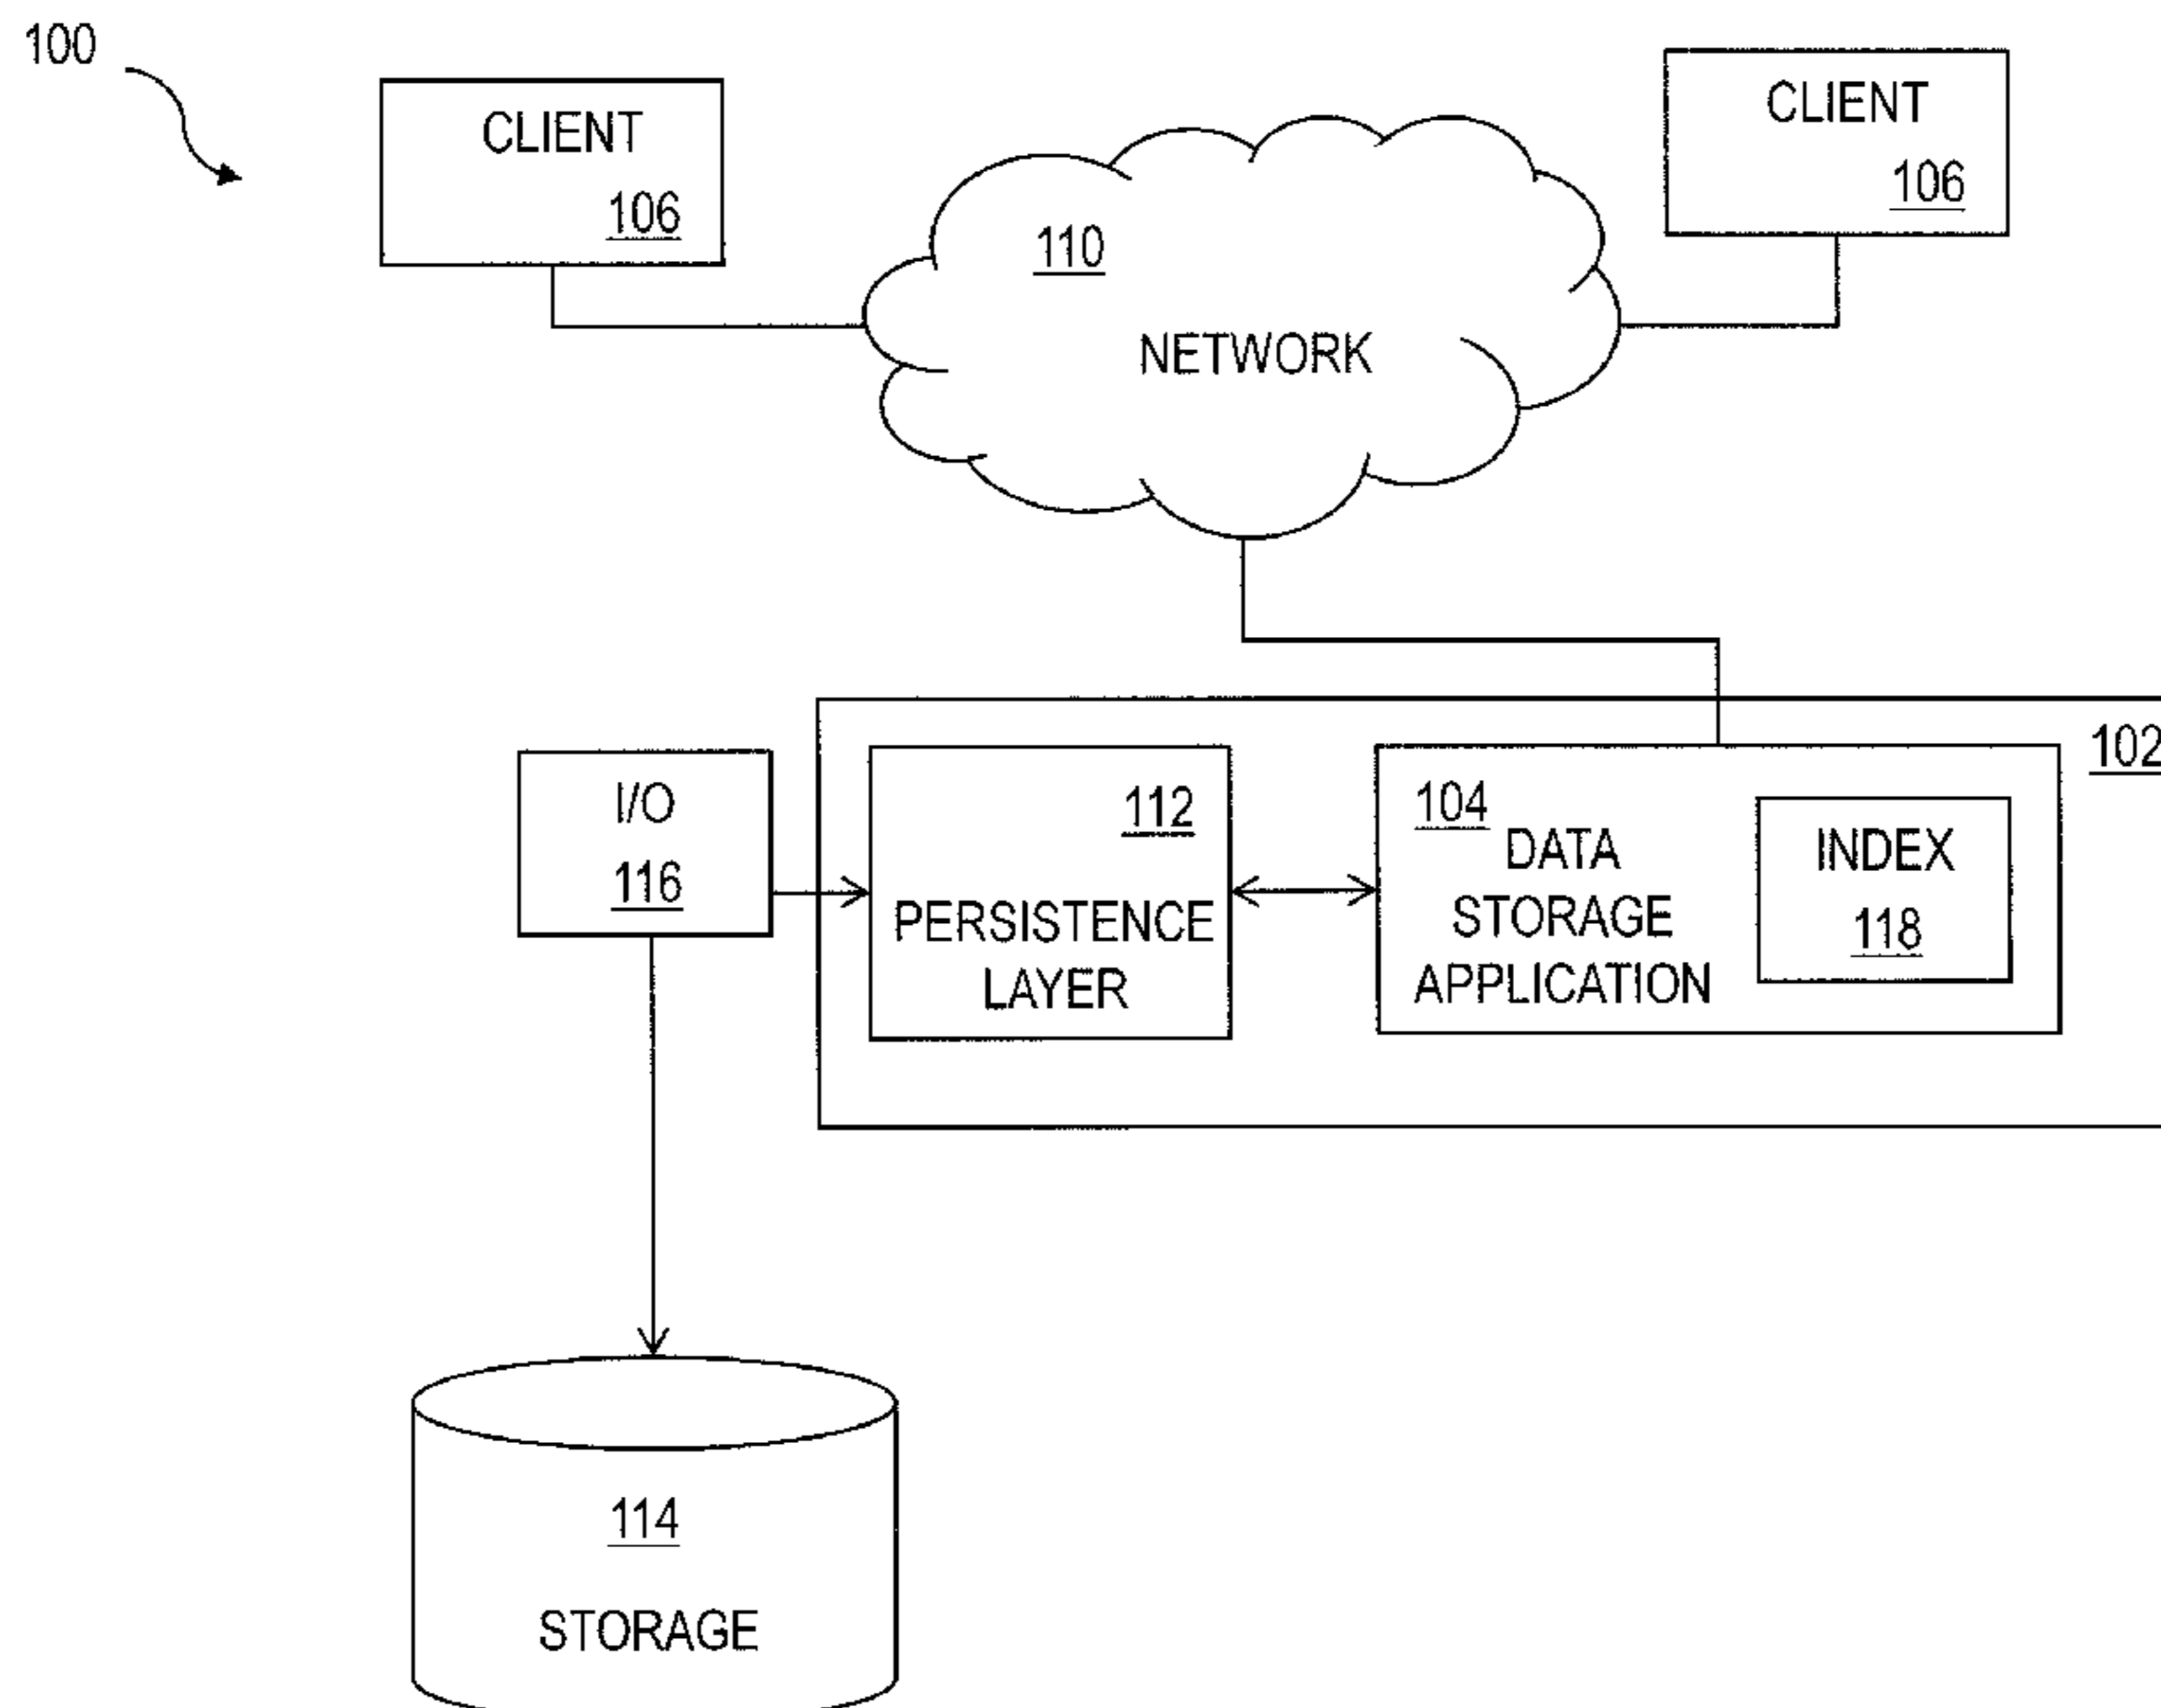 100
CLIENT
106
CLIENT
106
110
NETWORK
102
I/O
116
112
PERSISTENCE
LAYER
104
DATA
STORAGE
APPLICATION
INDEX
118
114
STORAGE